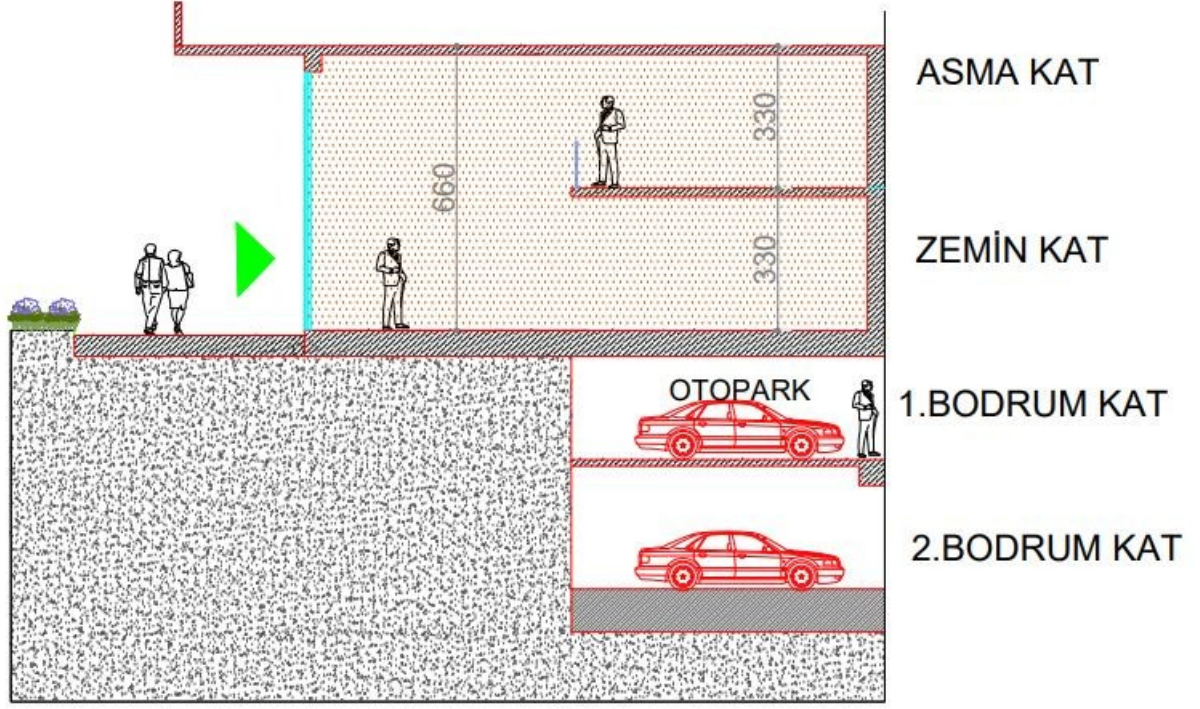 ASMA KAT
330
660
ZEMİN KAT
330
OTOPARK
1.BODRUM KAT
2.BODRUM KAT